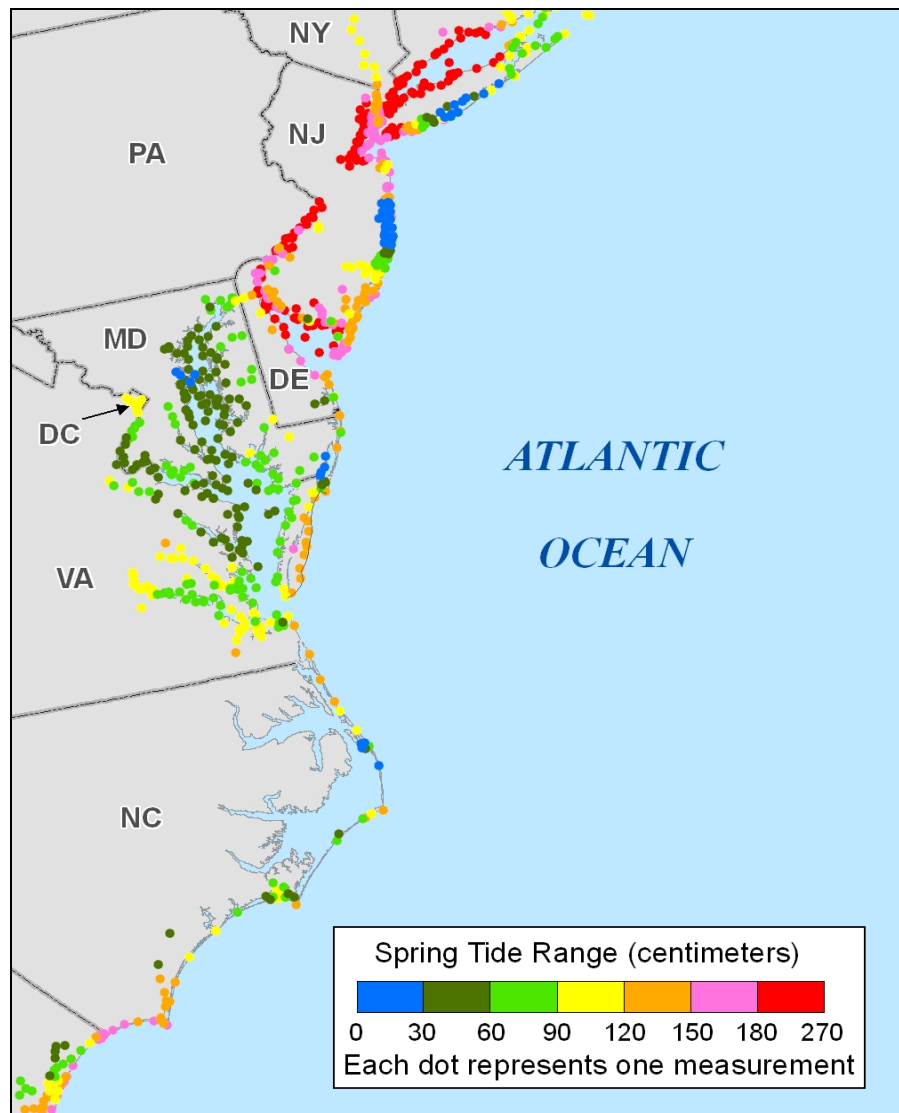 NY
NJ
PA
MD
DE
DC
ATLANTIC
OCEAN
VA
NC
Spring Tide Range (centimeters)
0 30 60 90 120 150 180 270
Each dot represents one measurement